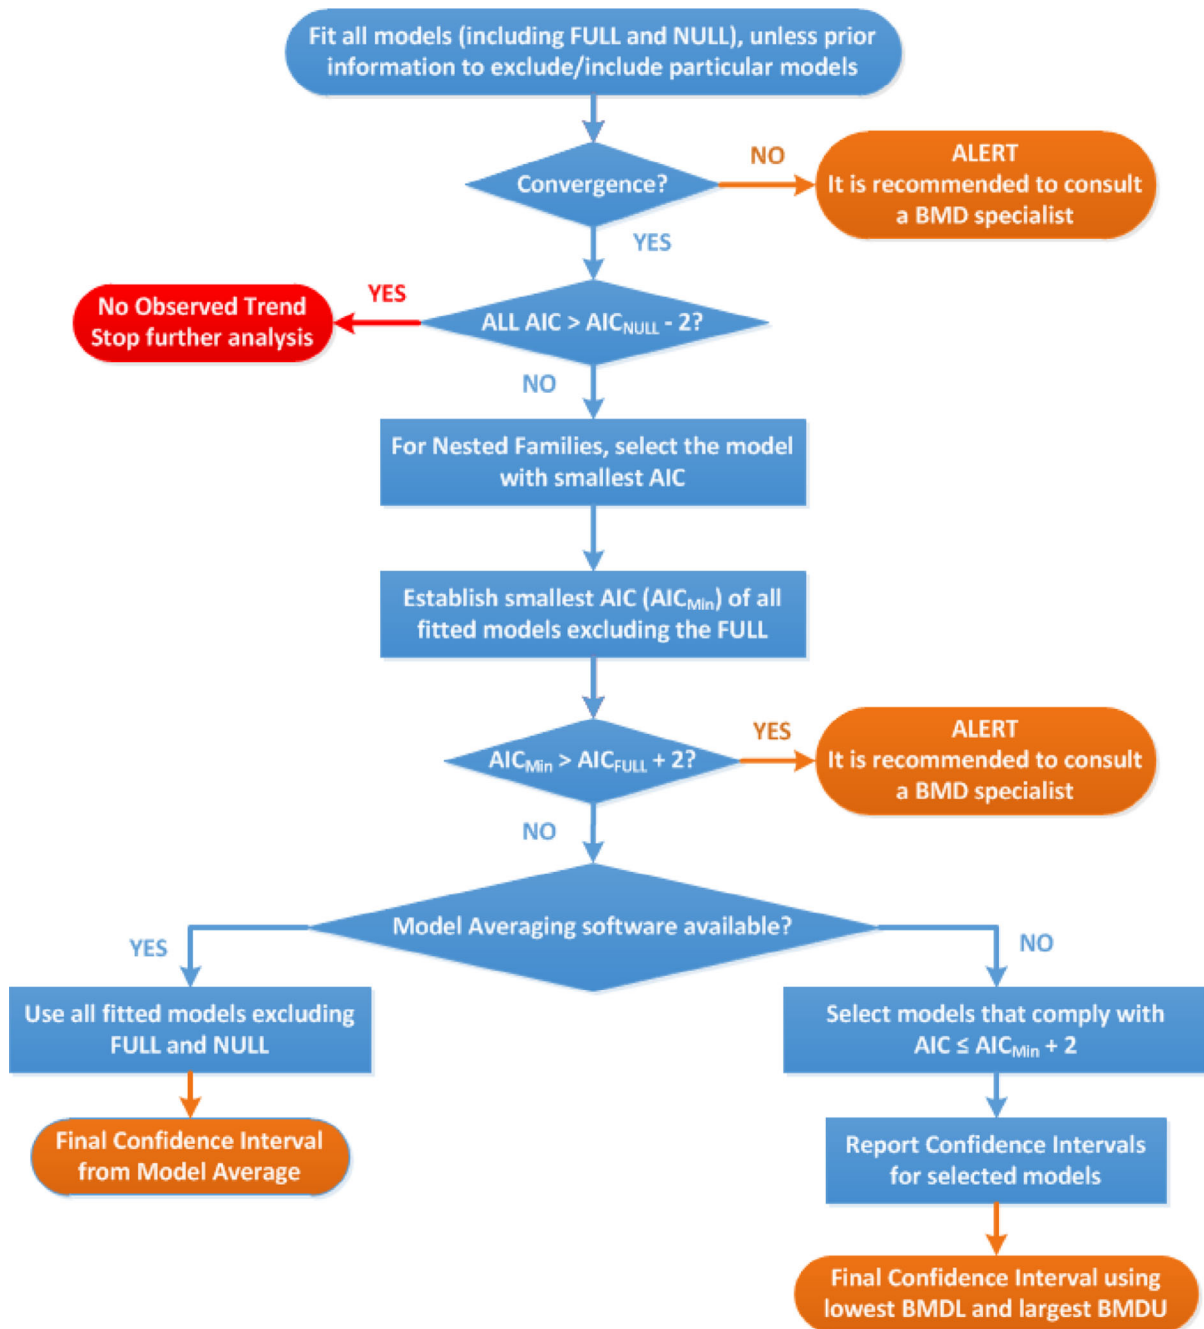 Fit all models (including FULL and NULL), unless prior
information to exclude/include particular models
Convergence?
NO
ALERT
It is recommended to consult
a BMD specialist
YES
ALL AIC > AIC_NULL - 2?
YES
No Observed Trend
Stop further analysis
NO
For Nested Families, select the model
with smallest AIC
Establish smallest AIC (AIC_Min) of all
fitted models excluding the FULL
AIC_Min > AIC_FULL + 2?
YES
ALERT
It is recommended to consult
a BMD specialist
NO
Model Averaging software available?
YES
NO
Use all fitted models excluding
FULL and NULL
Final Confidence Interval
from Model Average
Select models that comply with
AIC ≤ AIC_Min + 2
Report Confidence Intervals
for selected models
Final Confidence Interval using
lowest BMDL and largest BMDU